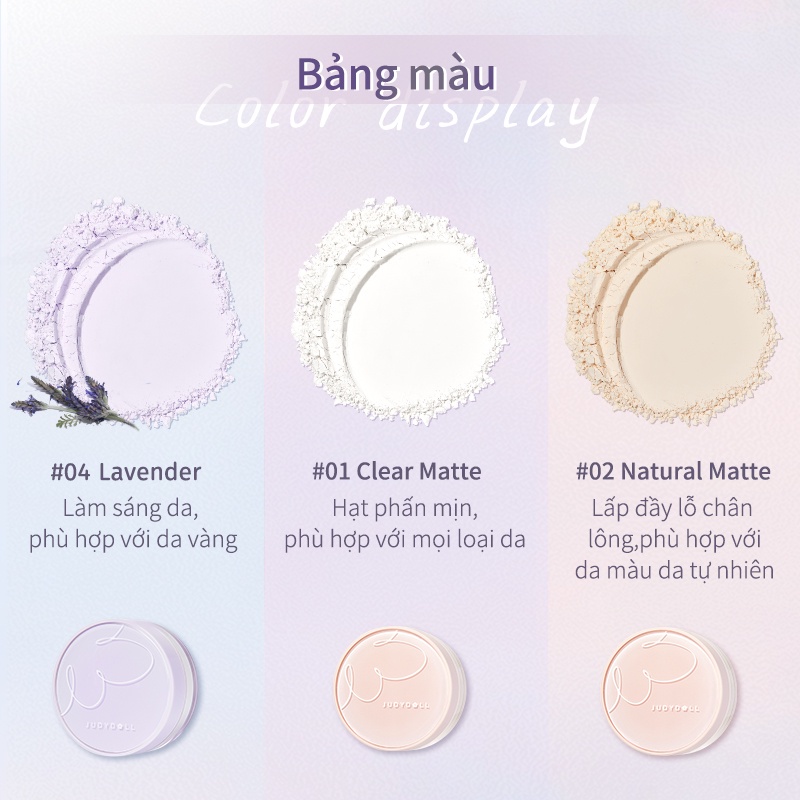 Bảng màu
Color display
#04 Lavender
Làm sáng da,
phù hợp với da vàng
#01 Clear Matte
Hạt phấn mịn,
phù hợp với mọi loại da
#02 Natural Matte
Lấp đầy lỗ chân
lông,phù hợp với
da màu da tự nhiên
JUDYDOLL
JUDYDOLL
JUDYDOLL